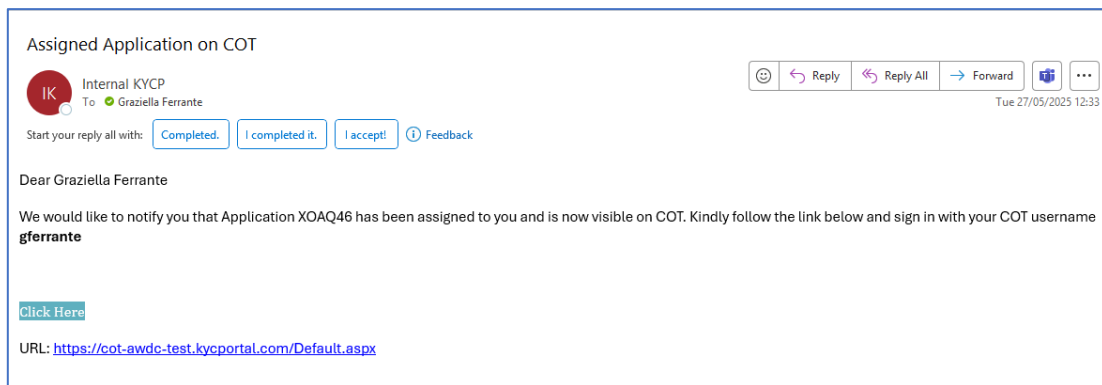 Assigned Application on COT
IK
Internal KYCP
To Graziella Ferrante
Reply
Reply All
Forward
Tue 27/05/2025 12:33
Start your reply all with:
Completed.
I completed it.
I accept!
Feedback
Dear Graziella Ferrante
We would like to notify you that Application XOAQ46 has been assigned to you and is now visible on COT. Kindly follow the link below and sign in with your COT username
gferrante
Click Here
URL: https://cot-awdc-test.kycportal.com/Default.aspx